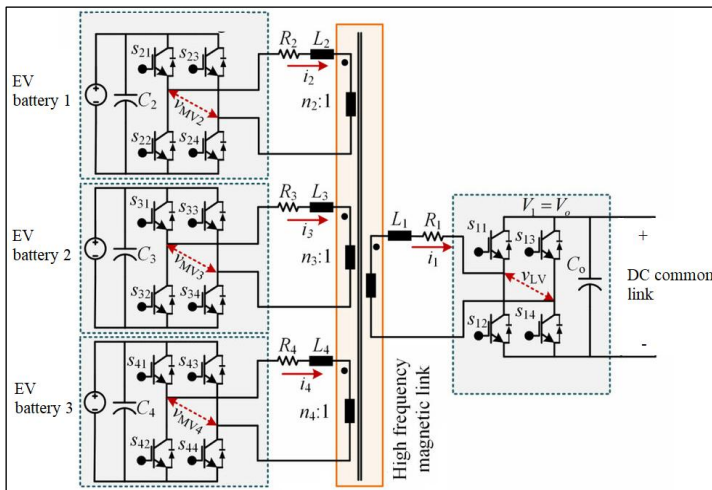 EV
battery 1
C2
s21
s23
s22
s24
vMV2
R2
L2
i2
n2:1
EV
battery 2
C3
s31
s33
s32
s34
vMV3
R3
L3
i3
n3:1
EV
battery 3
C4
s41
s43
s42
s44
vMV4
R4
L4
i4
n4:1
High frequency
magnetic link
L1
R1
i1
V1 = Vo
s11
s13
s12
s14
vLV
Co
+
DC common
link
-